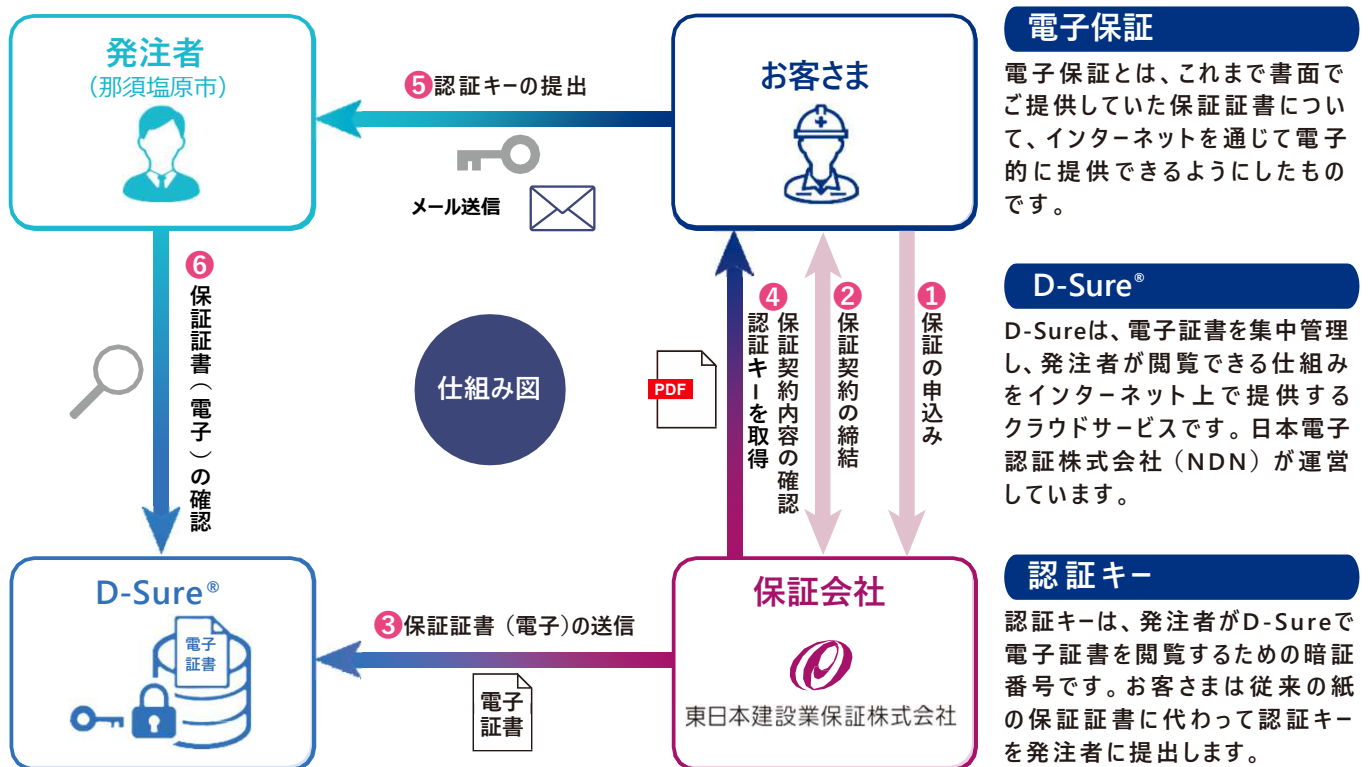 発注者
（那須塩原市）
❺認証キーの提出
メール送信
お客さま
❻
保証証書（電子）の確認
仕組み図
PDF
❹
保証契約内容の確認
認証キーを取得
❷
保証契約の締結
❶
保証の申込み
D-Sure®
電子
証書
❸保証証書（電子）の送信
電子
証書
保証会社
東日本建設業保証株式会社
電子保証
電子保証とは、これまで書面で
ご提供していた保証証書につい
て、インターネットを通じて電子
的に提供できるようにしたもの
です。
D-Sure®
D-Sureは、電子証書を集中管理
し、発注者が閲覧できる仕組み
をインターネット上で提供する
クラウドサービスです。日本電子
認証株式会社（NDN）が運営
しています。
認証キー
認証キーは、発注者がD-Sureで
電子証書を閲覧するための暗証
番号です。お客さまは従来の紙
の保証証書に代わって認証キー
を発注者に提出します。